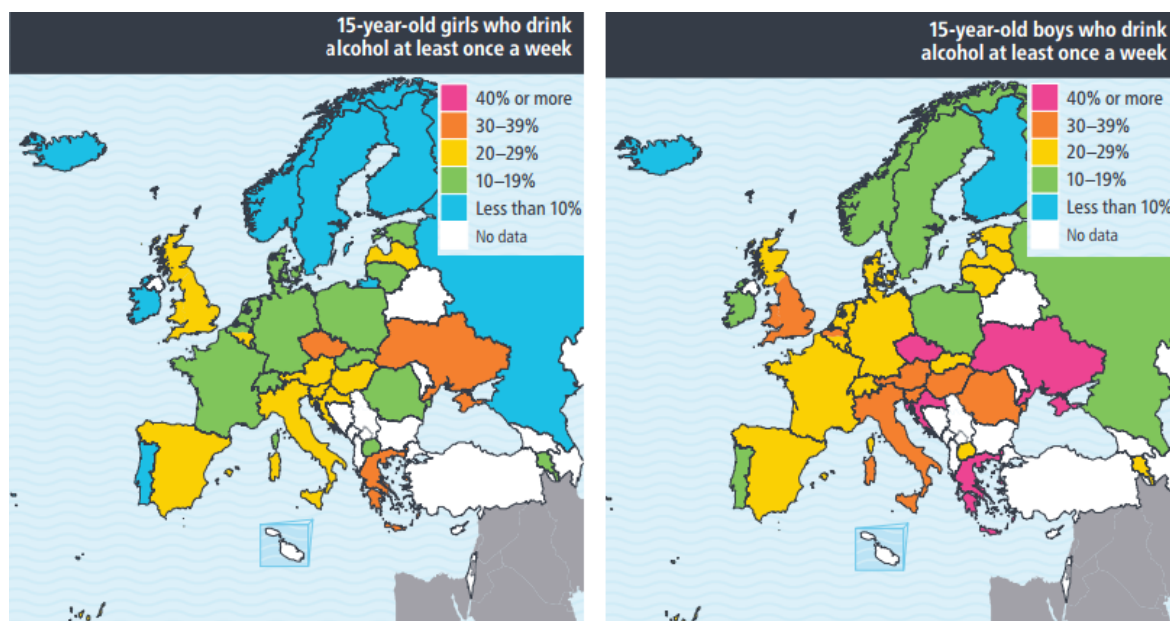 15-year-old girls who drink
alcohol at least once a week
40% or more
30–39%
20–29%
10–19%
Less than 10%
No data
15-year-old boys who drink
alcohol at least once a week
40% or more
30–39%
20–29%
10–19%
Less than 10%
No data